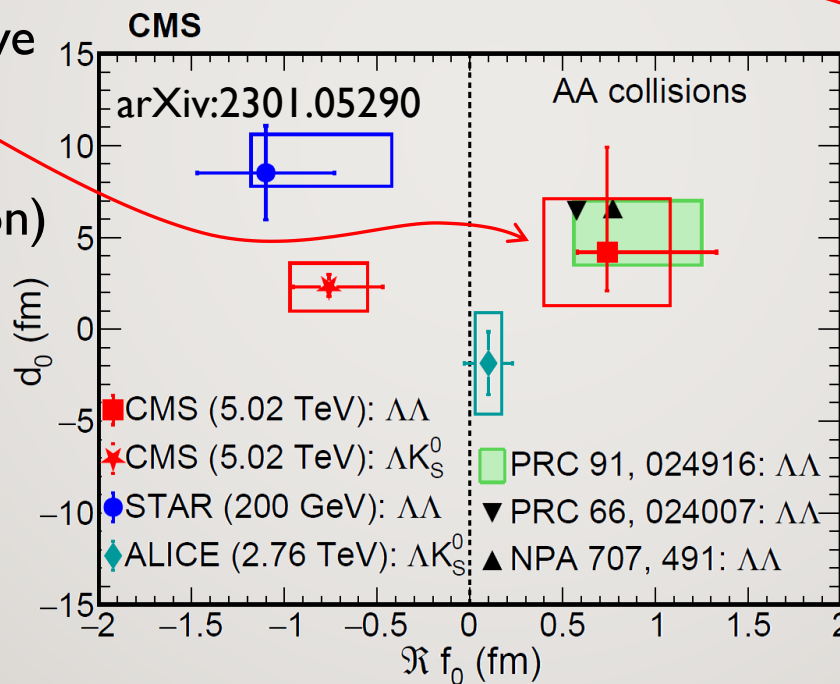 ve
on)
CMS
arXiv:2301.05290
AA collisions
15
10
5
0
−5
−10
−15
d₀ (fm)
CMS (5.02 TeV): ΛΛ
CMS (5.02 TeV): ΛK⁰S
STAR (200 GeV): ΛΛ
ALICE (2.76 TeV): ΛK⁰S
PRC 91, 024916: ΛΛ
PRC 66, 024007: ΛΛ
NPA 707, 491: ΛΛ
−2 −1.5 −1 −0.5 0 0.5 1 1.5 2
ℜ f₀ (fm)